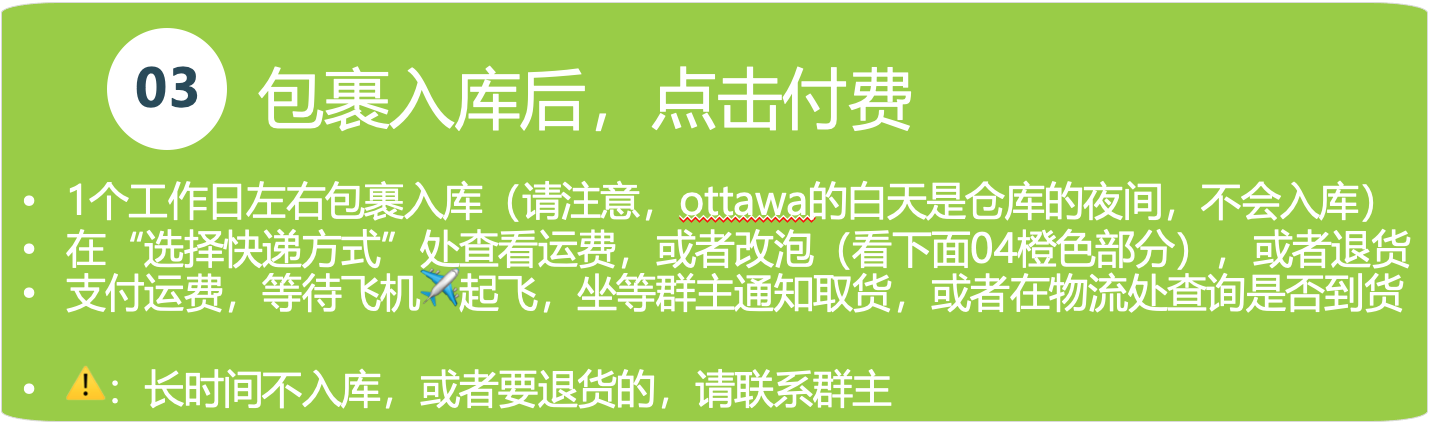 03
包裹入库后，点击付费
• 1个工作日左右包裹入库（请注意，ottawa的白天是仓库的夜间，不会入库）
• 在“选择快递方式”处查看运费，或者改泡（看下面04橙色部分），或者退货
• 支付运费，等待飞机✈️起飞，坐等群主通知取货，或者在物流处查询是否到货
• ⚠️：长时间不入库，或者要退货的，请联系群主